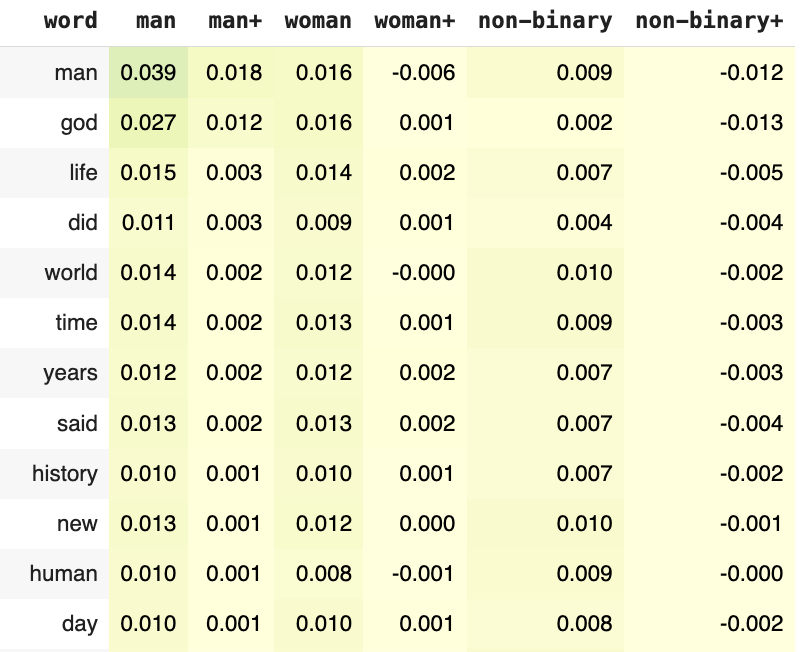 word man man+ woman woman+ non-binary non-binary+
man 0.039 0.018 0.016 -0.006 0.009 -0.012
god 0.027 0.012 0.016 0.001 0.002 -0.013
life 0.015 0.003 0.014 0.002 0.007 -0.005
did 0.011 0.003 0.009 0.001 0.004 -0.004
world 0.014 0.002 0.012 -0.000 0.010 -0.002
time 0.014 0.002 0.013 0.001 0.009 -0.003
years 0.012 0.002 0.012 0.002 0.007 -0.003
said 0.013 0.002 0.013 0.002 0.007 -0.004
history 0.010 0.001 0.010 0.001 0.007 -0.002
new 0.013 0.001 0.012 0.000 0.010 -0.001
human 0.010 0.001 0.008 -0.001 0.009 -0.000
day 0.010 0.001 0.010 0.001 0.008 -0.002